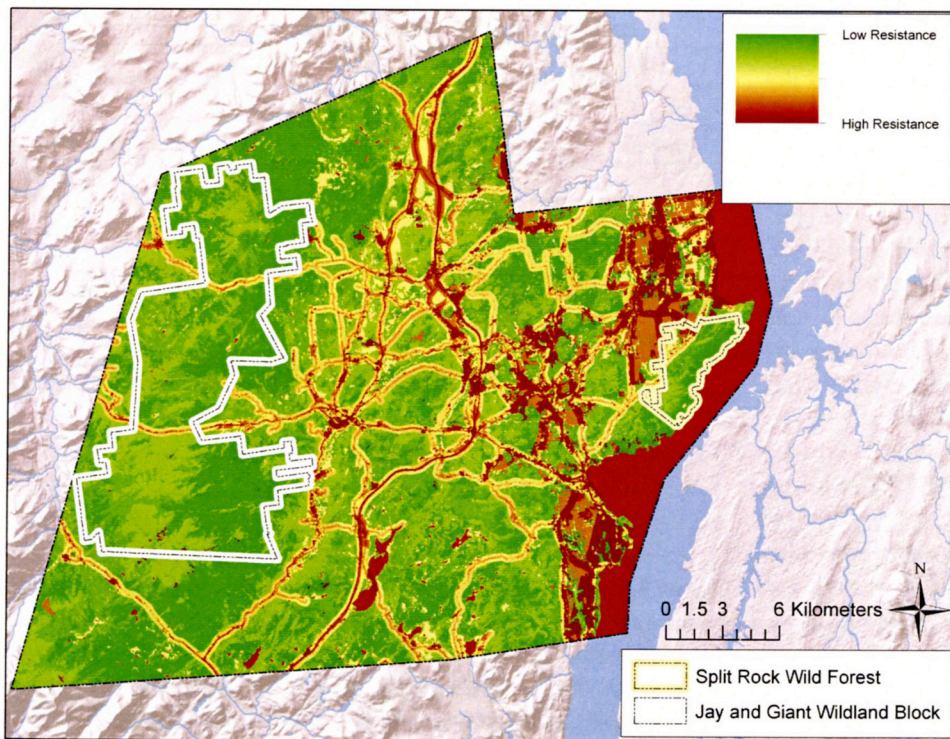 Low Resistance
High Resistance
N
0 1.5 3 6 Kilometers
Split Rock Wild Forest
Jay and Giant Wildland Block